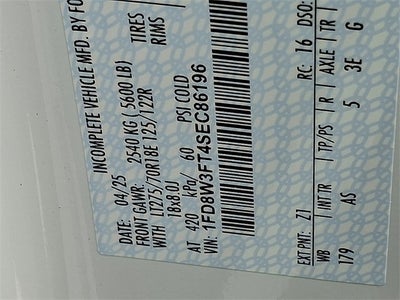 INCOMPLETE VEHICLE MFD. BY FO
DATE: 04/25
FRONT GAWR: 2540 KG ( 5600 LB)
WITH LT275/70R18E 125/122R TIRES
18x8.0J RIMS
AT 420 kPa/ 60 PSI COLD
VIN: 1FD8W3FT4SEC86196
EXT PNT: Z1 RC: 16 DSO:
WB INT TR TP/PS R AXLE TR
179 AS 5 3E G